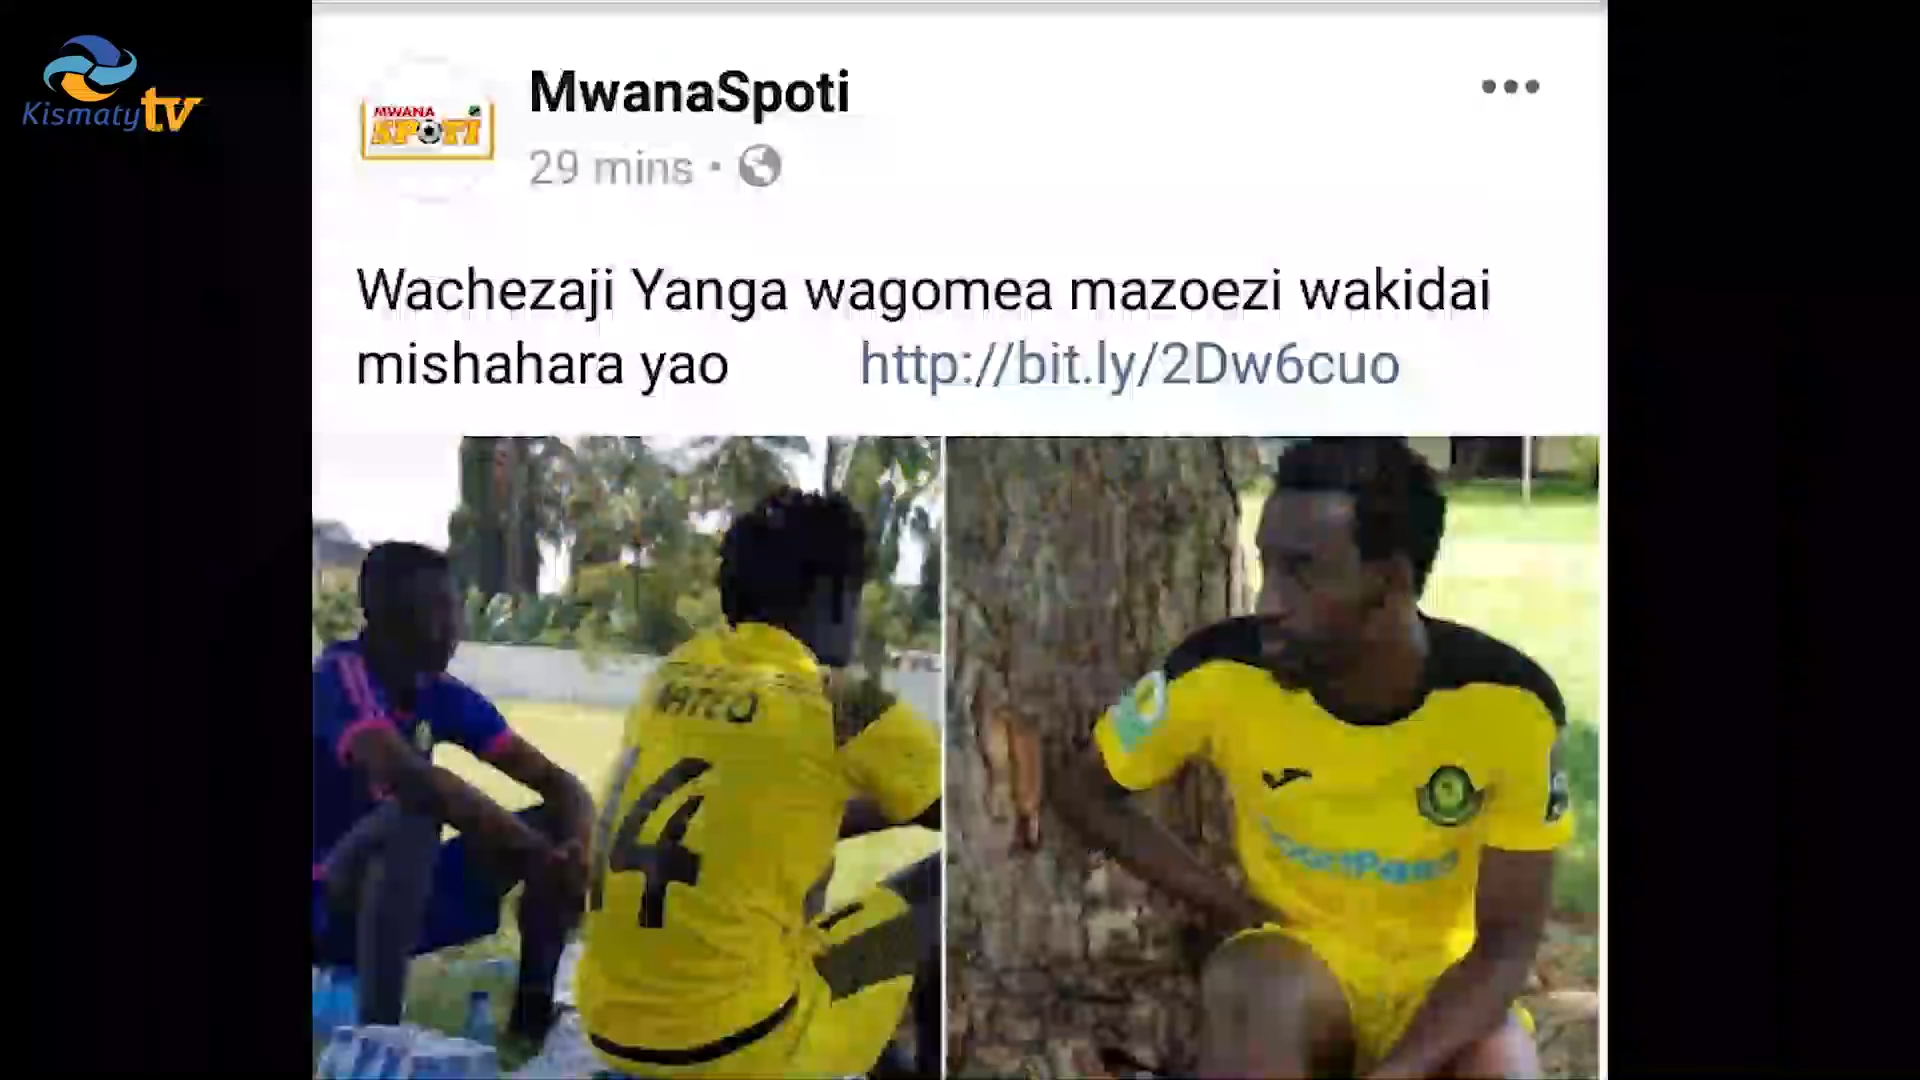 Kismaty tv
MwanaSpoti
MWANA
SPOTI
29 mins
Wachezaji Yanga wagomea mazoezi wakidai
mishahara yao http://bit.ly/2Dw6cuo
4